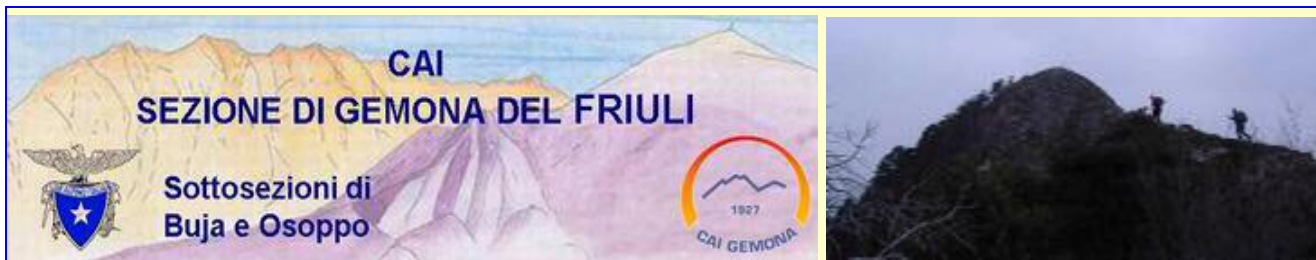 CAI
SEZIONE DI GEMONA DEL FRIULI
Sottosezioni di
Buja e Osoppo
1927
CAI GEMONA